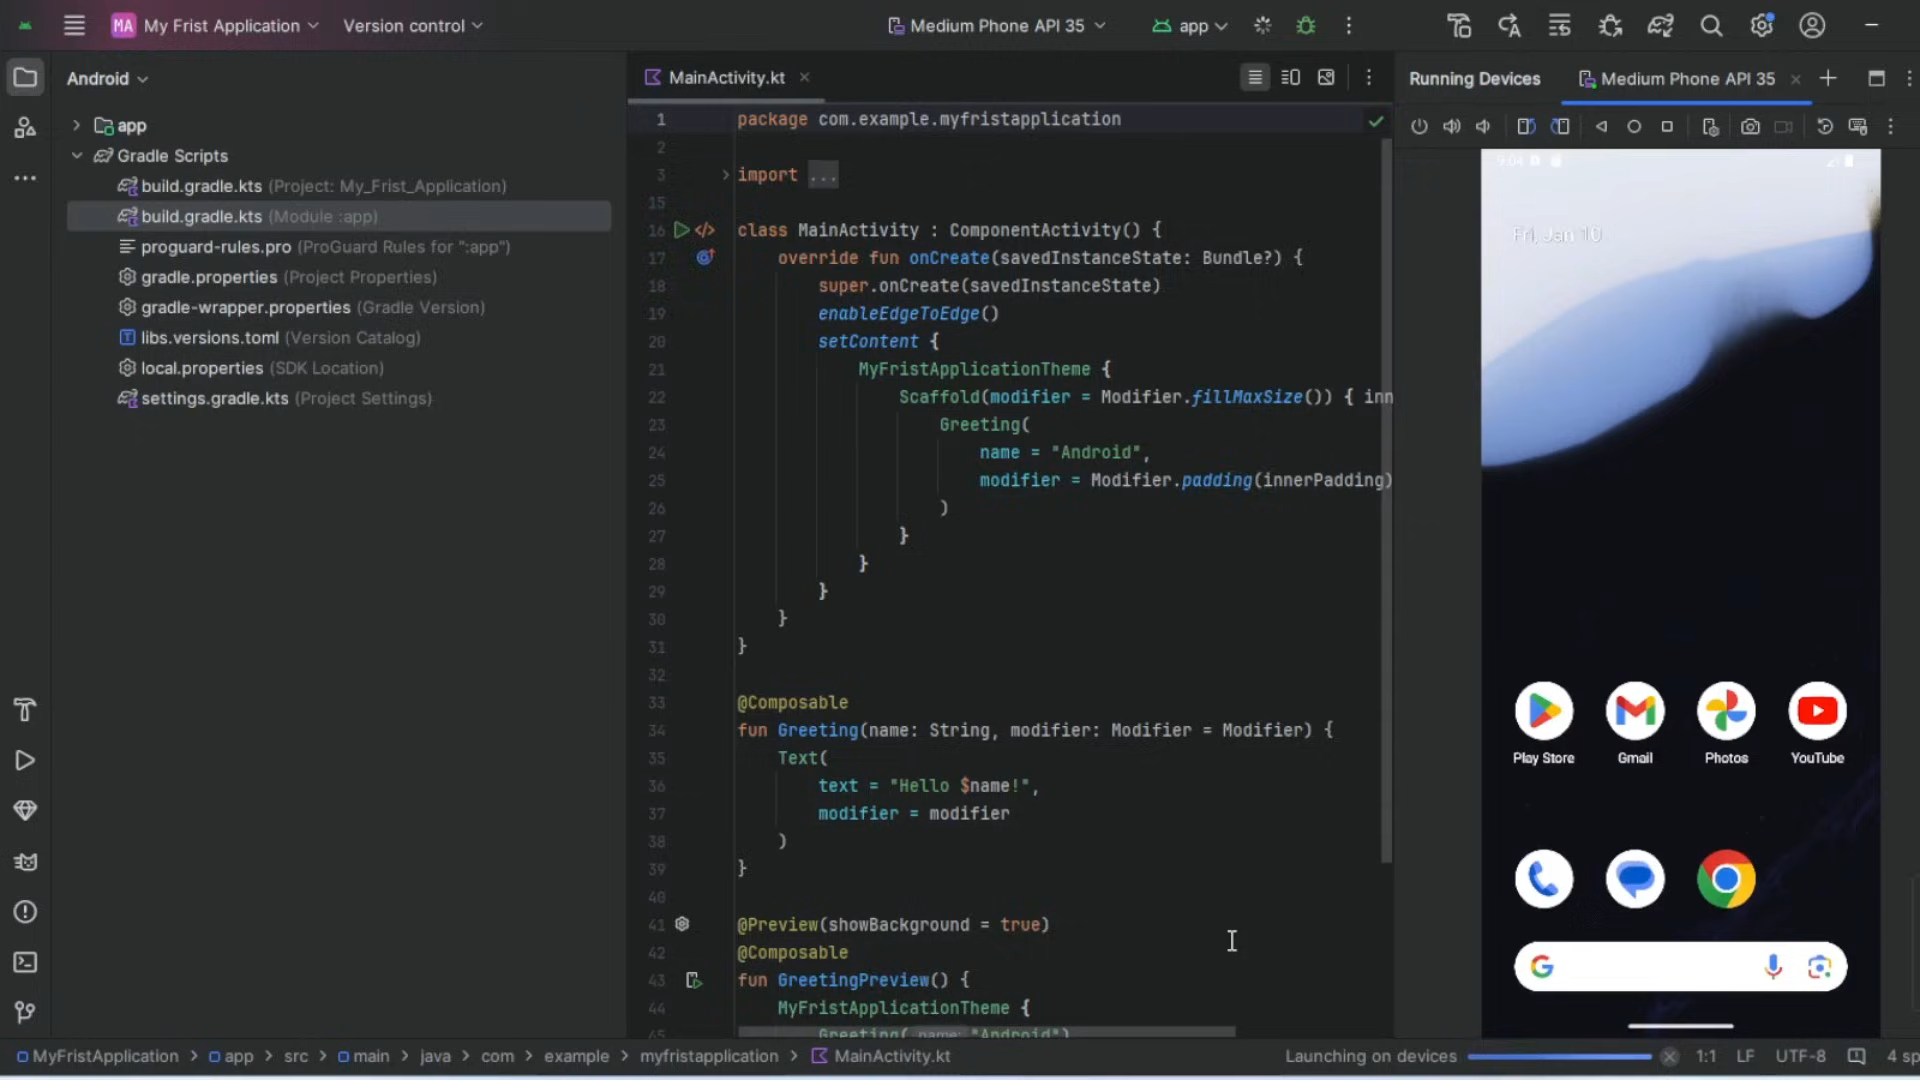 MA My Frist Application Version control Medium Phone API 35 app
Android
app
Gradle Scripts
build.gradle.kts (Project: My_Frist_Application)
build.gradle.kts (Module :app)
proguard-rules.pro (ProGuard Rules for ":app")
gradle.properties (Project Properties)
gradle-wrapper.properties (Gradle Version)
libs.versions.toml (Version Catalog)
local.properties (SDK Location)
settings.gradle.kts (Project Settings)
MainActivity.kt
1 package com.example.myfristapplication
2
3 import ...
15
16 class MainActivity : ComponentActivity() {
17 override fun onCreate(savedInstanceState: Bundle?) {
18 super.onCreate(savedInstanceState)
19 enableEdgeToEdge()
20 setContent {
21 MyFristApplicationTheme {
22 Scaffold(modifier = Modifier.fillMaxSize()) { inn
23 Greeting(
24 name = "Android",
25 modifier = Modifier.padding(innerPadding)
26 )
27 }
28 }
29 }
30 }
31 }
32
33 @Composable
34 fun Greeting(name: String, modifier: Modifier = Modifier) {
35 Text(
36 text = "Hello $name!",
37 modifier = modifier
38 )
39 }
40
41 @Preview(showBackground = true)
42 @Composable
43 fun GreetingPreview() {
44 MyFristApplicationTheme {
45 Greeting( name: "Android")
Running Devices Medium Phone API 35
9:04
Fri, Jan 10
Play Store Gmail Photos YouTube
G
MyFristApplication > app > src > main > java > com > example > myfristapplication > MainActivity.kt
Launching on devices 1:1 LF UTF-8 4 sp